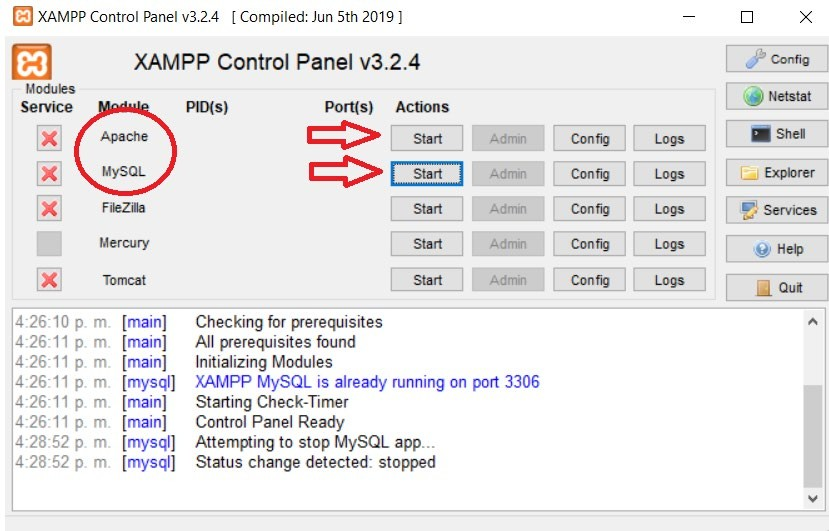 XAMPP Control Panel v3.2.4 [ Compiled: Jun 5th 2019 ]
XAMPP Control Panel v3.2.4
Config
Modules
Service Module PID(s) Port(s) Actions
Netstat
Apache Start Admin Config Logs
Shell
MySQL Start Admin Config Logs
Explorer
FileZilla Start Admin Config Logs
Services
Mercury Start Admin Config Logs
Help
Tomcat Start Admin Config Logs
Quit
4:26:10 p. m. [main] Checking for prerequisites
4:26:11 p. m. [main] All prerequisites found
4:26:11 p. m. [main] Initializing Modules
4:26:11 p. m. [mysql] XAMPP MySQL is already running on port 3306
4:26:11 p. m. [main] Starting Check-Timer
4:26:11 p. m. [main] Control Panel Ready
4:28:52 p. m. [mysql] Attempting to stop MySQL app...
4:28:52 p. m. [mysql] Status change detected: stopped